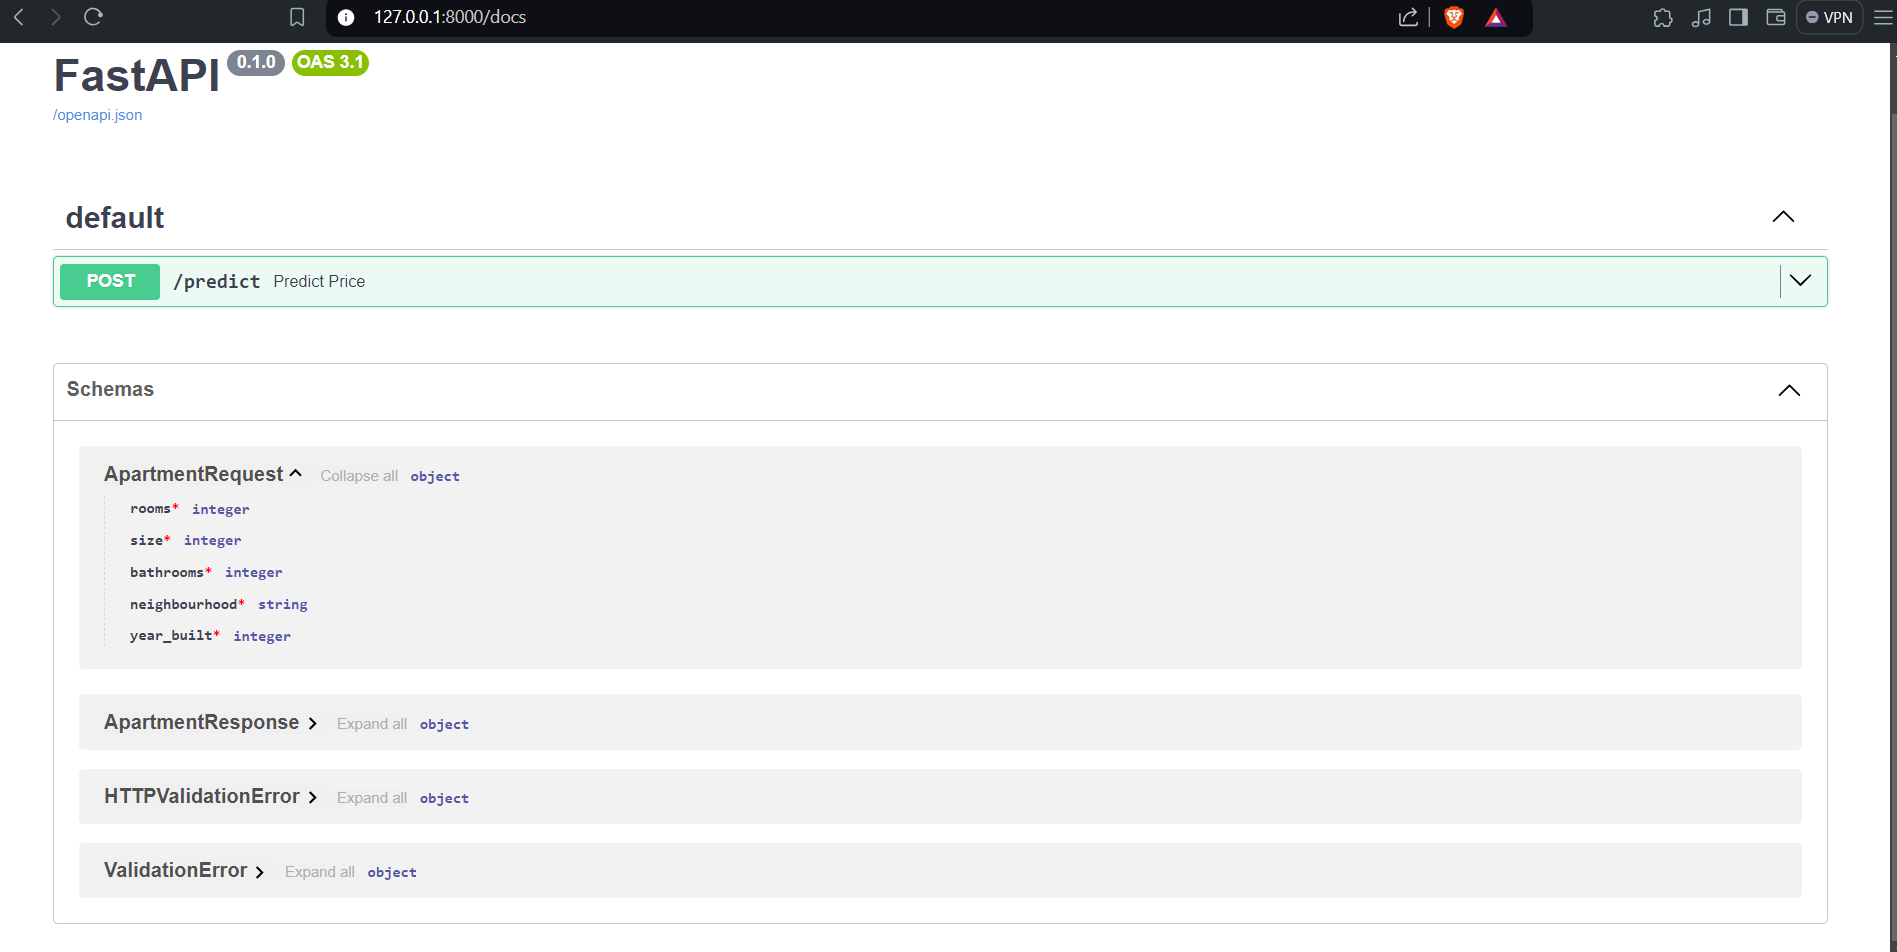 127.0.0.1:8000/docs
VPN
FastAPI 0.1.0 OAS 3.1
/openapi.json
default
POST /predict Predict Price
Schemas
ApartmentRequest Collapse all object
rooms* integer
size* integer
bathrooms* integer
neighbourhood* string
year_built* integer
ApartmentResponse Expand all object
HTTPValidationError Expand all object
ValidationError Expand all object